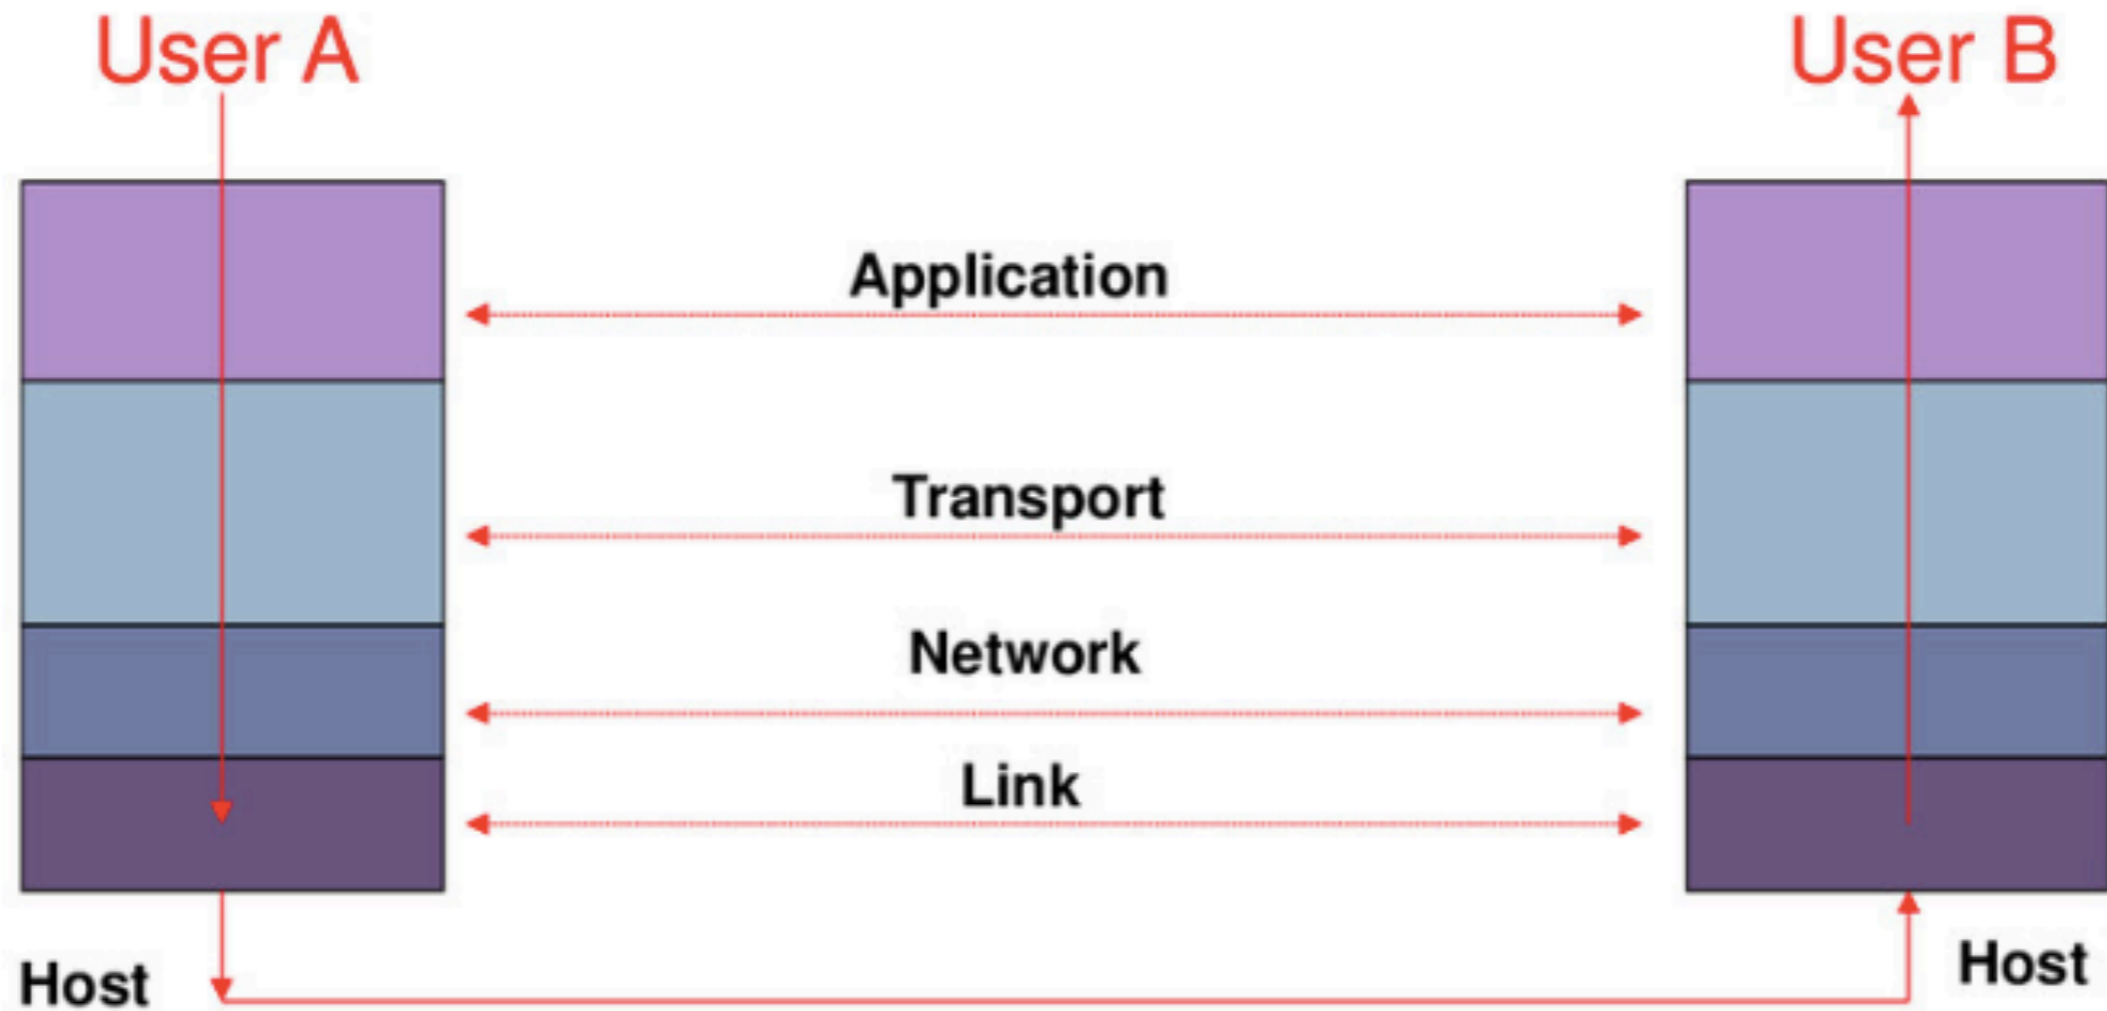 User A
User B
Application
Transport
Network
Link
Host
Host